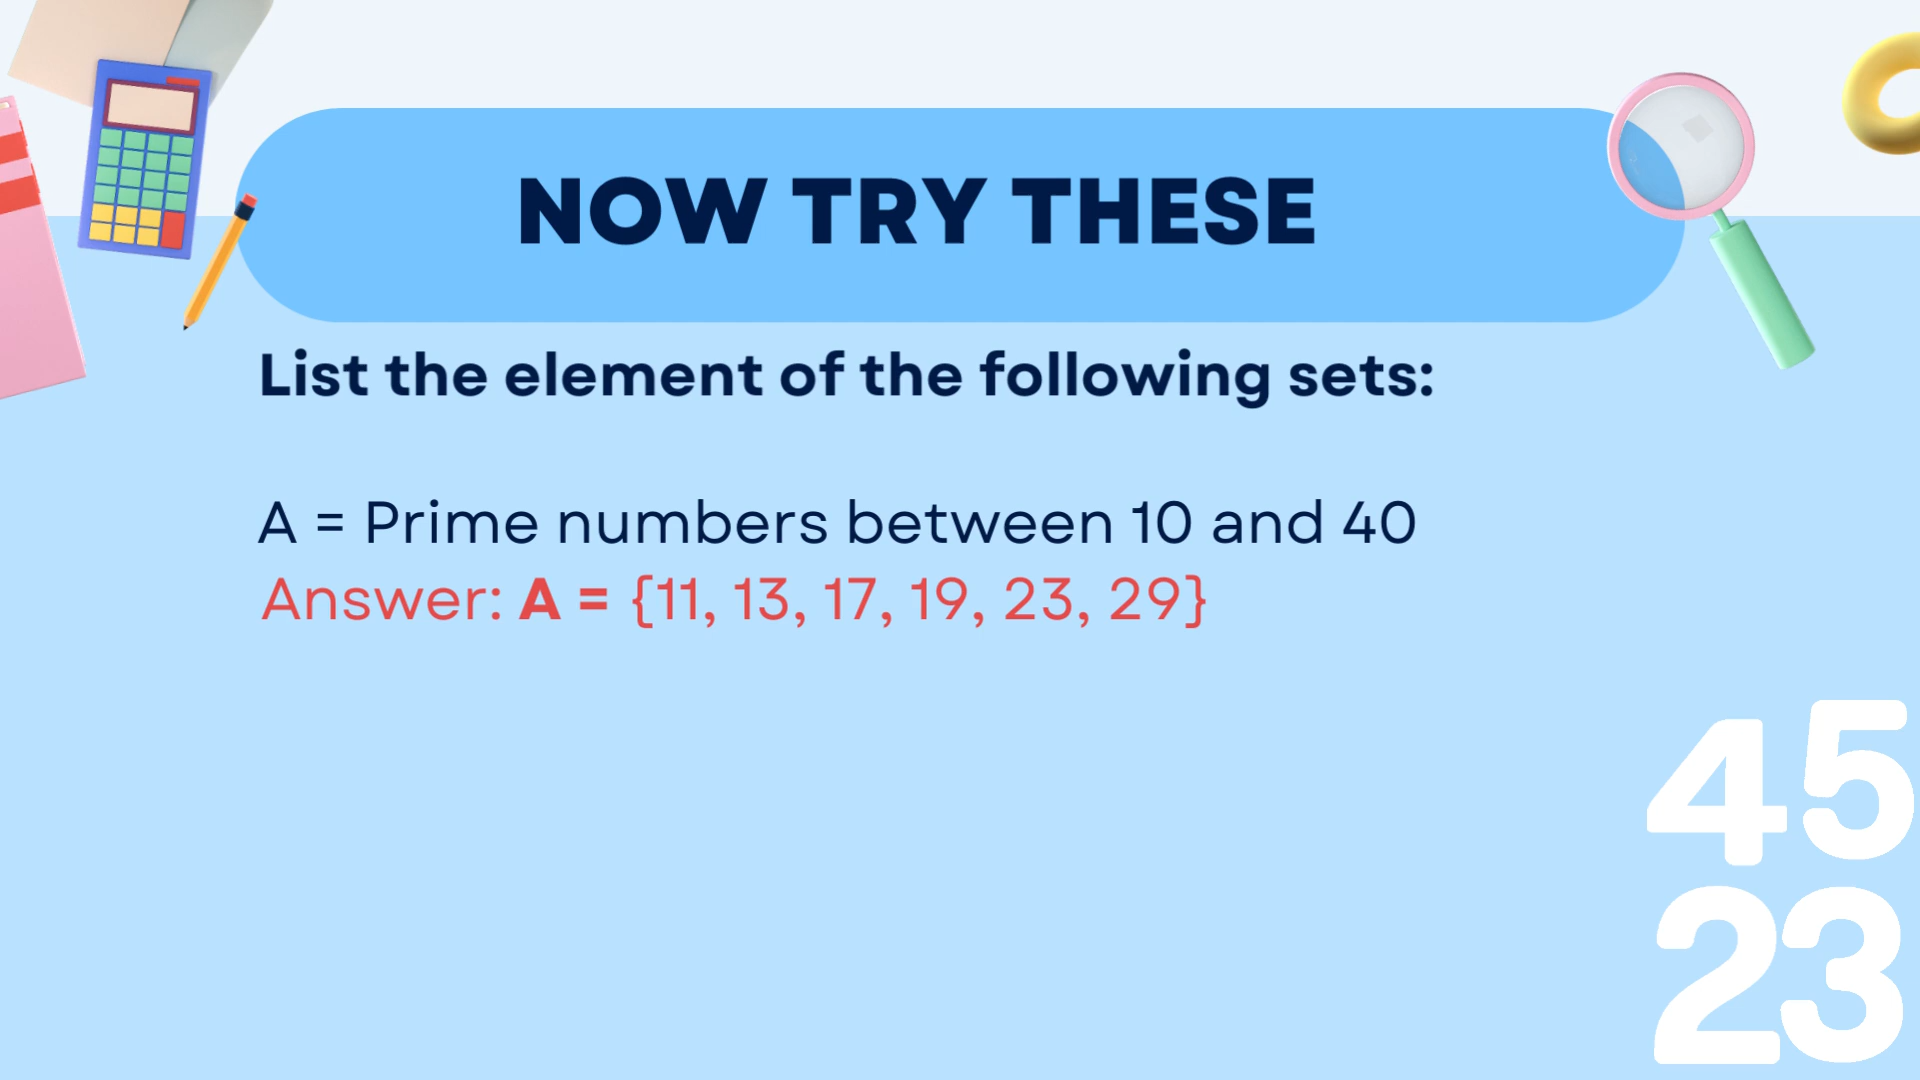 NOW TRY THESE
List the element of the following sets:
A = Prime numbers between 10 and 40
Answer: A = {11, 13, 17, 19, 23, 29}
45
23